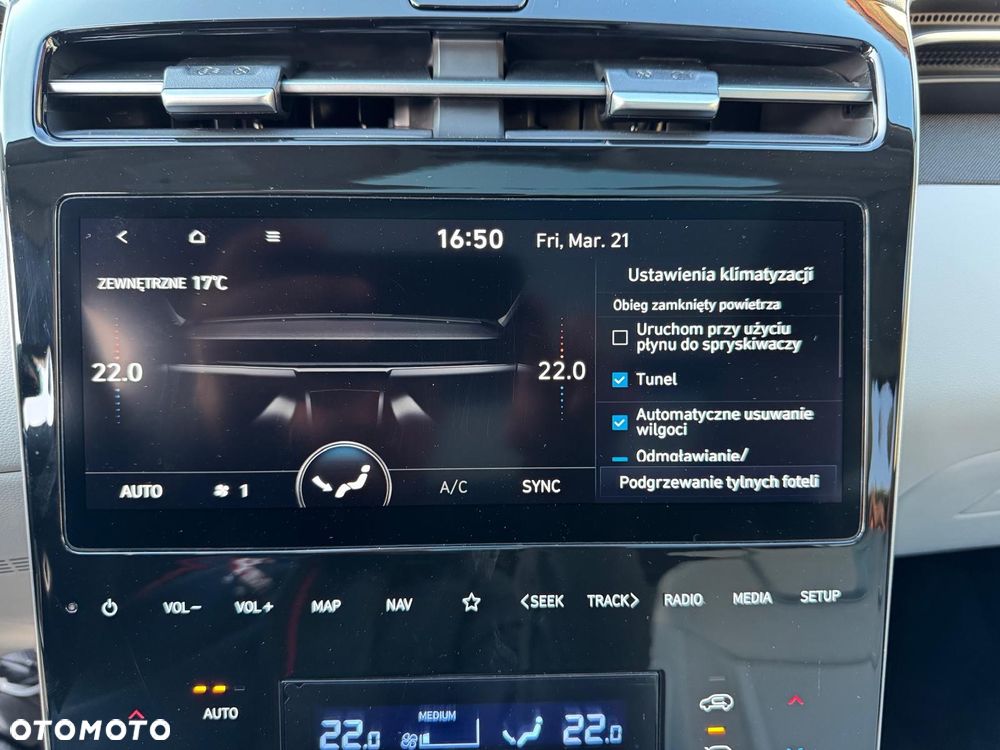 16:50 Fri, Mar. 21
ZEWNĘTRZNE 17°C
Ustawienia klimatyzacji
Obieg zamknięty powietrza
Uruchom przy użyciu
płynu do spryskiwaczy
22.0
22.0
Tunel
Automatyczne usuwanie
wilgoci
Odmgławianie/
Podgrzewanie tylnych foteli
AUTO 1 A/C SYNC
VOL− VOL+ MAP NAV <SEEK TRACK> RADIO MEDIA SETUP
AUTO
MEDIUM
22.0 22.0
OTOMOTO